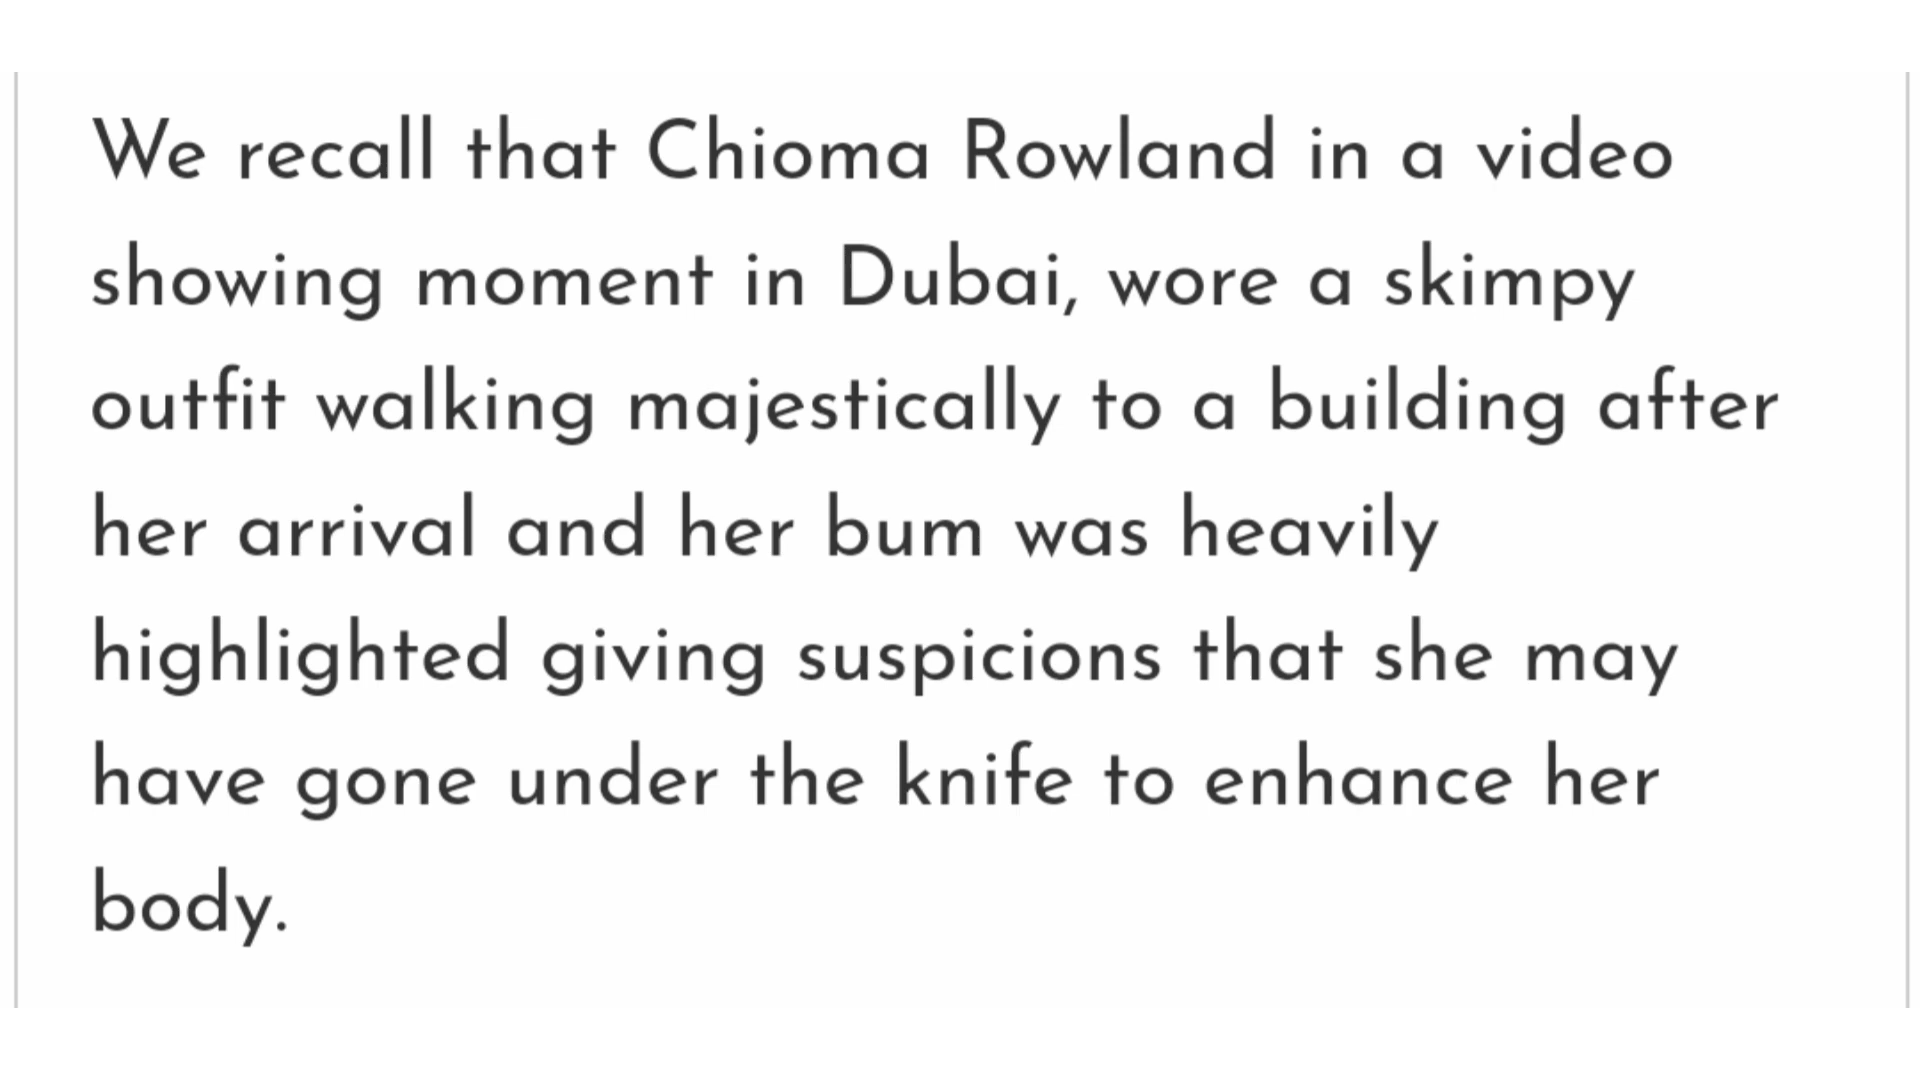 We recall that Chioma Rowland in a video
showing moment in Dubai, wore a skimpy
outfit walking majestically to a building after
her arrival and her bum was heavily
highlighted giving suspicions that she may
have gone under the knife to enhance her
body.